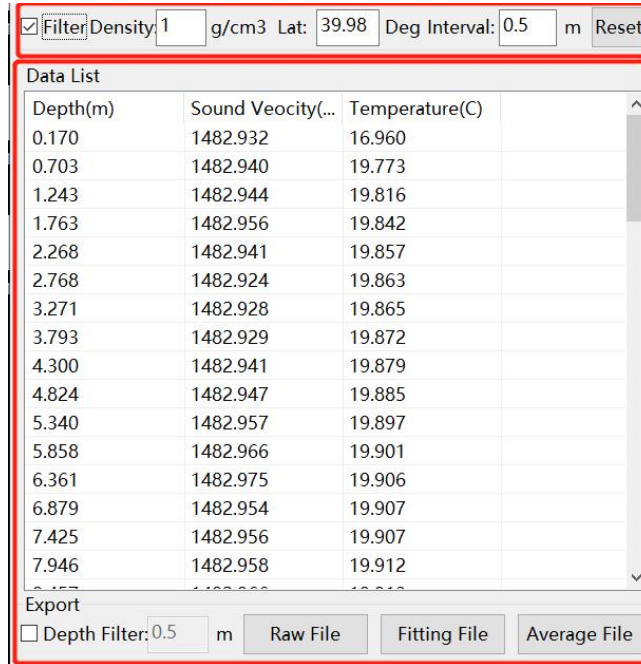 Filter Density: 1 g/cm3 Lat: 39.98 Deg Interval: 0.5 m Reset
Data List
Depth(m) Sound Veocity(... Temperature(C)
0.170 1482.932 16.960
0.703 1482.940 19.773
1.243 1482.944 19.816
1.763 1482.956 19.842
2.268 1482.941 19.857
2.768 1482.924 19.863
3.271 1482.928 19.865
3.793 1482.929 19.872
4.300 1482.941 19.879
4.824 1482.947 19.885
5.340 1482.957 19.897
5.858 1482.966 19.901
6.361 1482.975 19.906
6.879 1482.954 19.907
7.425 1482.956 19.907
7.946 1482.958 19.912
Export
Depth Filter: 0.5 m Raw File Fitting File Average File